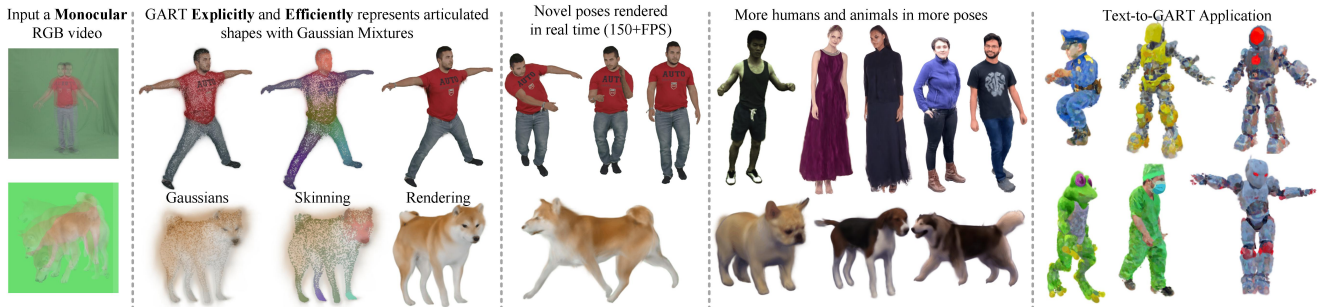 Input a Monocular
RGB video
GART Explicitly and Efficiently represents articulated
shapes with Gaussian Mixtures
Novel poses rendered
in real time (150+FPS)
More humans and animals in more poses
Text-to-GART Application
AUTO
AUTO
AUTO
AUTO
Gaussians
Skinning
Rendering